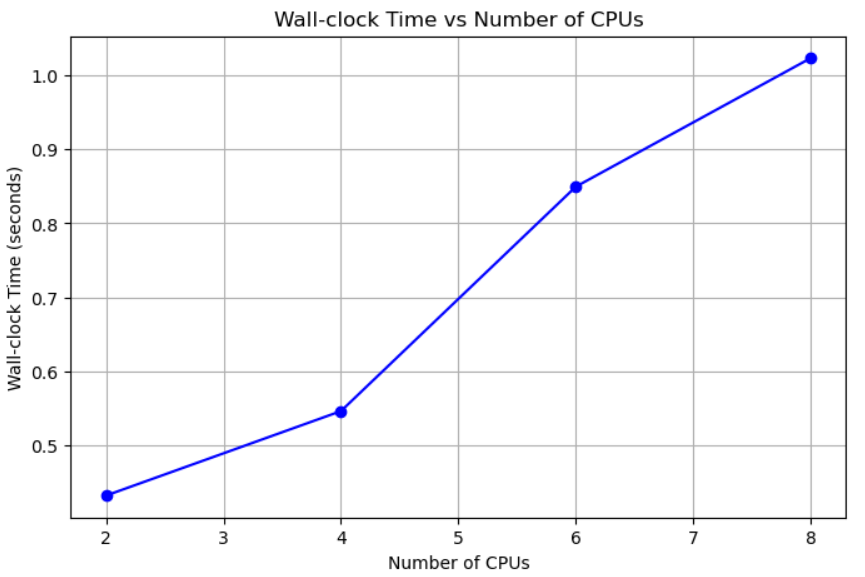 Wall-clock Time vs Number of CPUs
Wall-clock Time (seconds)
1.0
0.9
0.8
0.7
0.6
0.5
2 3 4 5 6 7 8
Number of CPUs